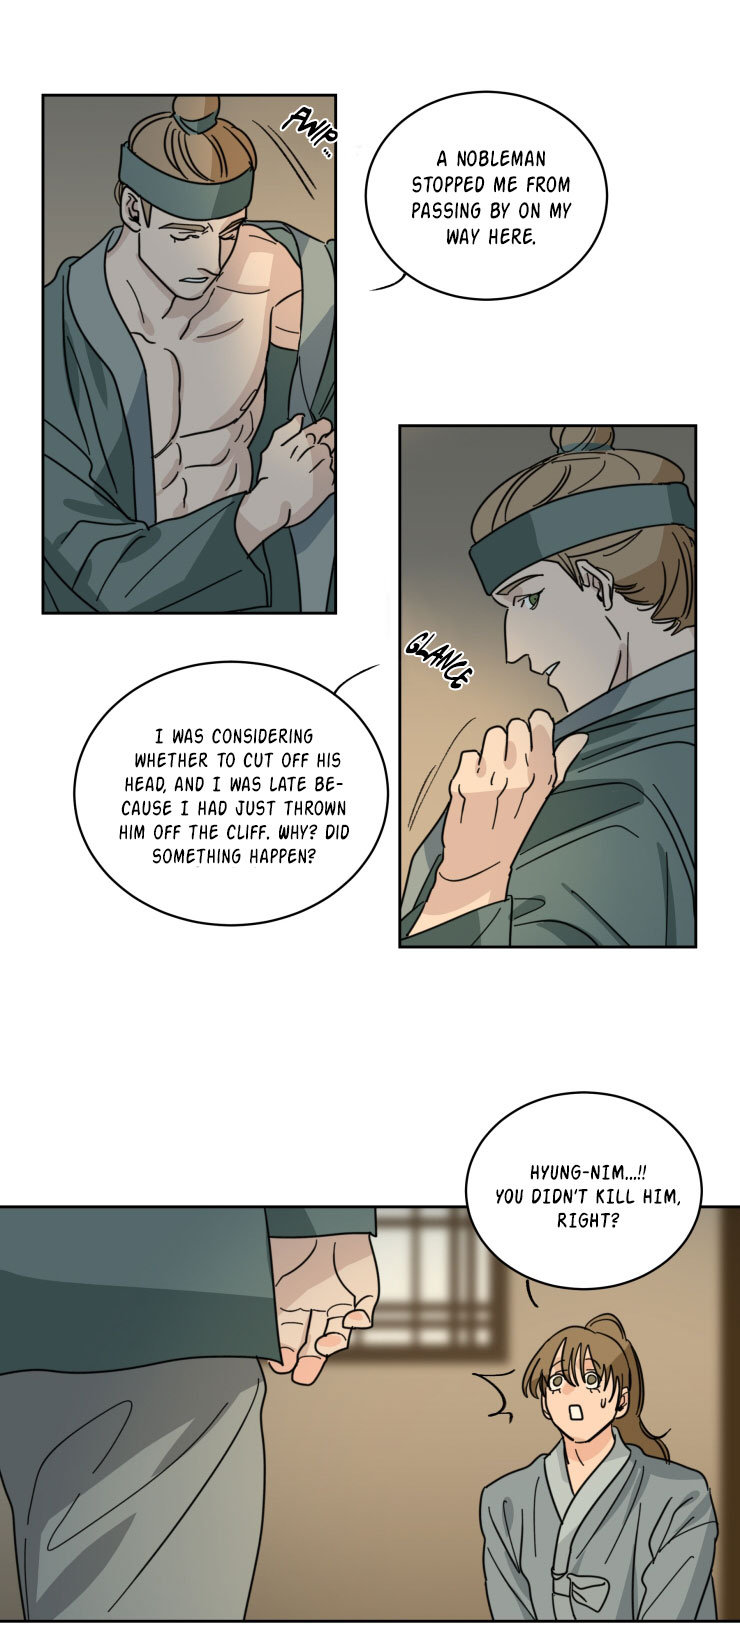 FWIP...
A NOBLEMAN
STOPPED ME FROM
PASSING BY ON MY
WAY HERE.
GLANCE
I WAS CONSIDERING
WHETHER TO CUT OFF HIS
HEAD, AND I WAS LATE BE-
CAUSE I HAD JUST THROWN
HIM OFF THE CLIFF. WHY? DID
SOMETHING HAPPEN?
HYUNG-NIM...!!
YOU DIDN'T KILL HIM,
RIGHT?